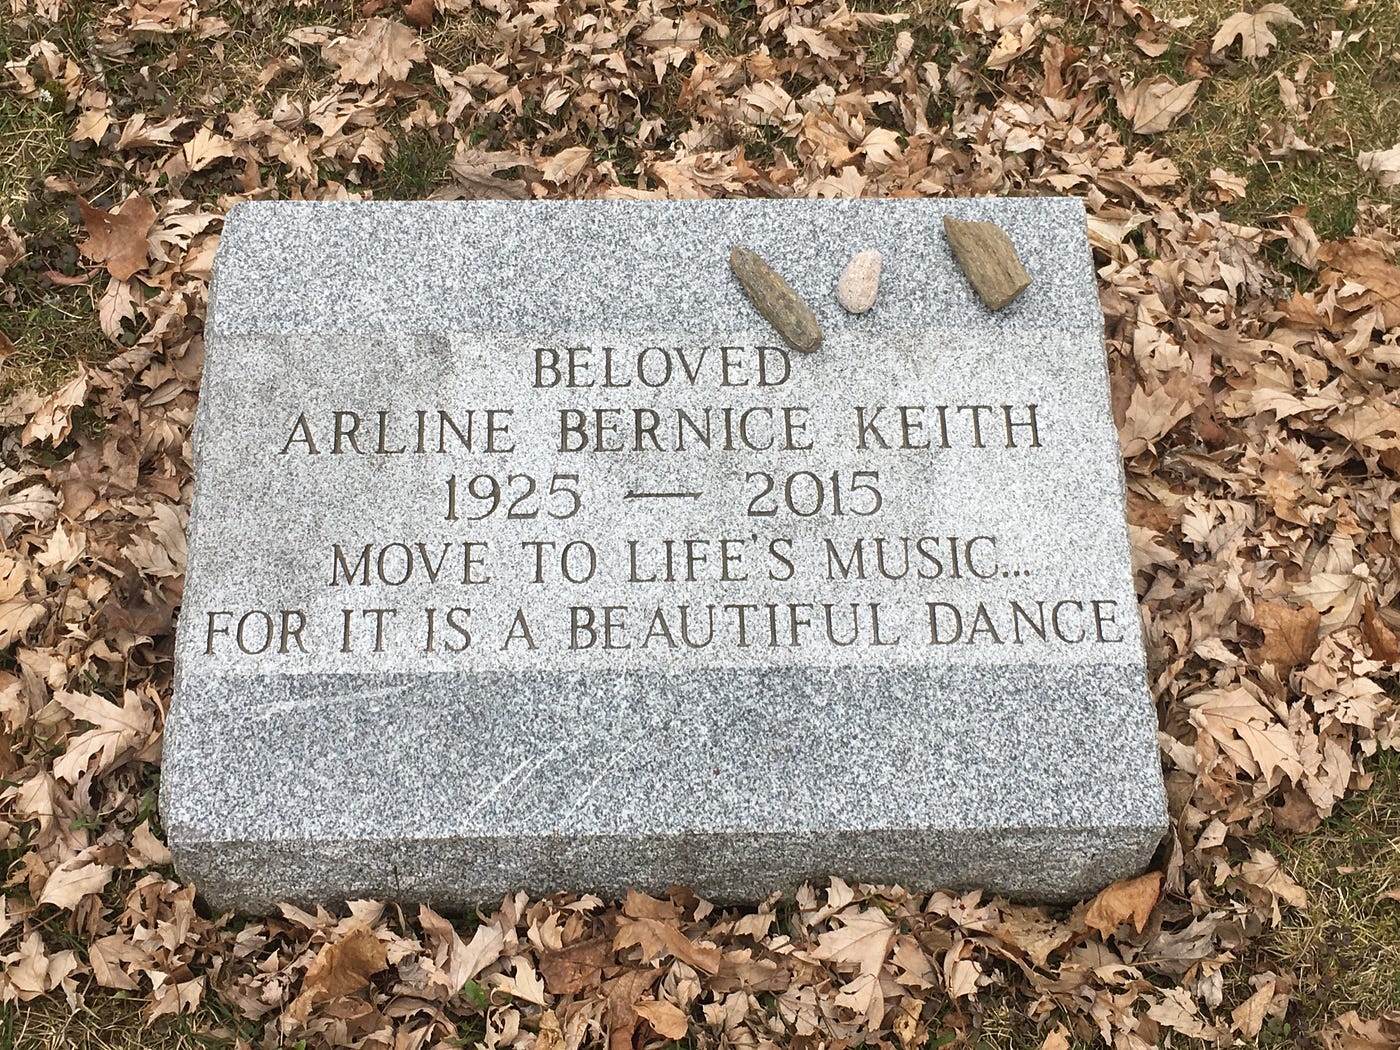 BELOVED
ARLINE BERNICE KEITH
1925 — 2015
MOVE TO LIFE'S MUSIC...
FOR IT IS A BEAUTIFUL DANCE